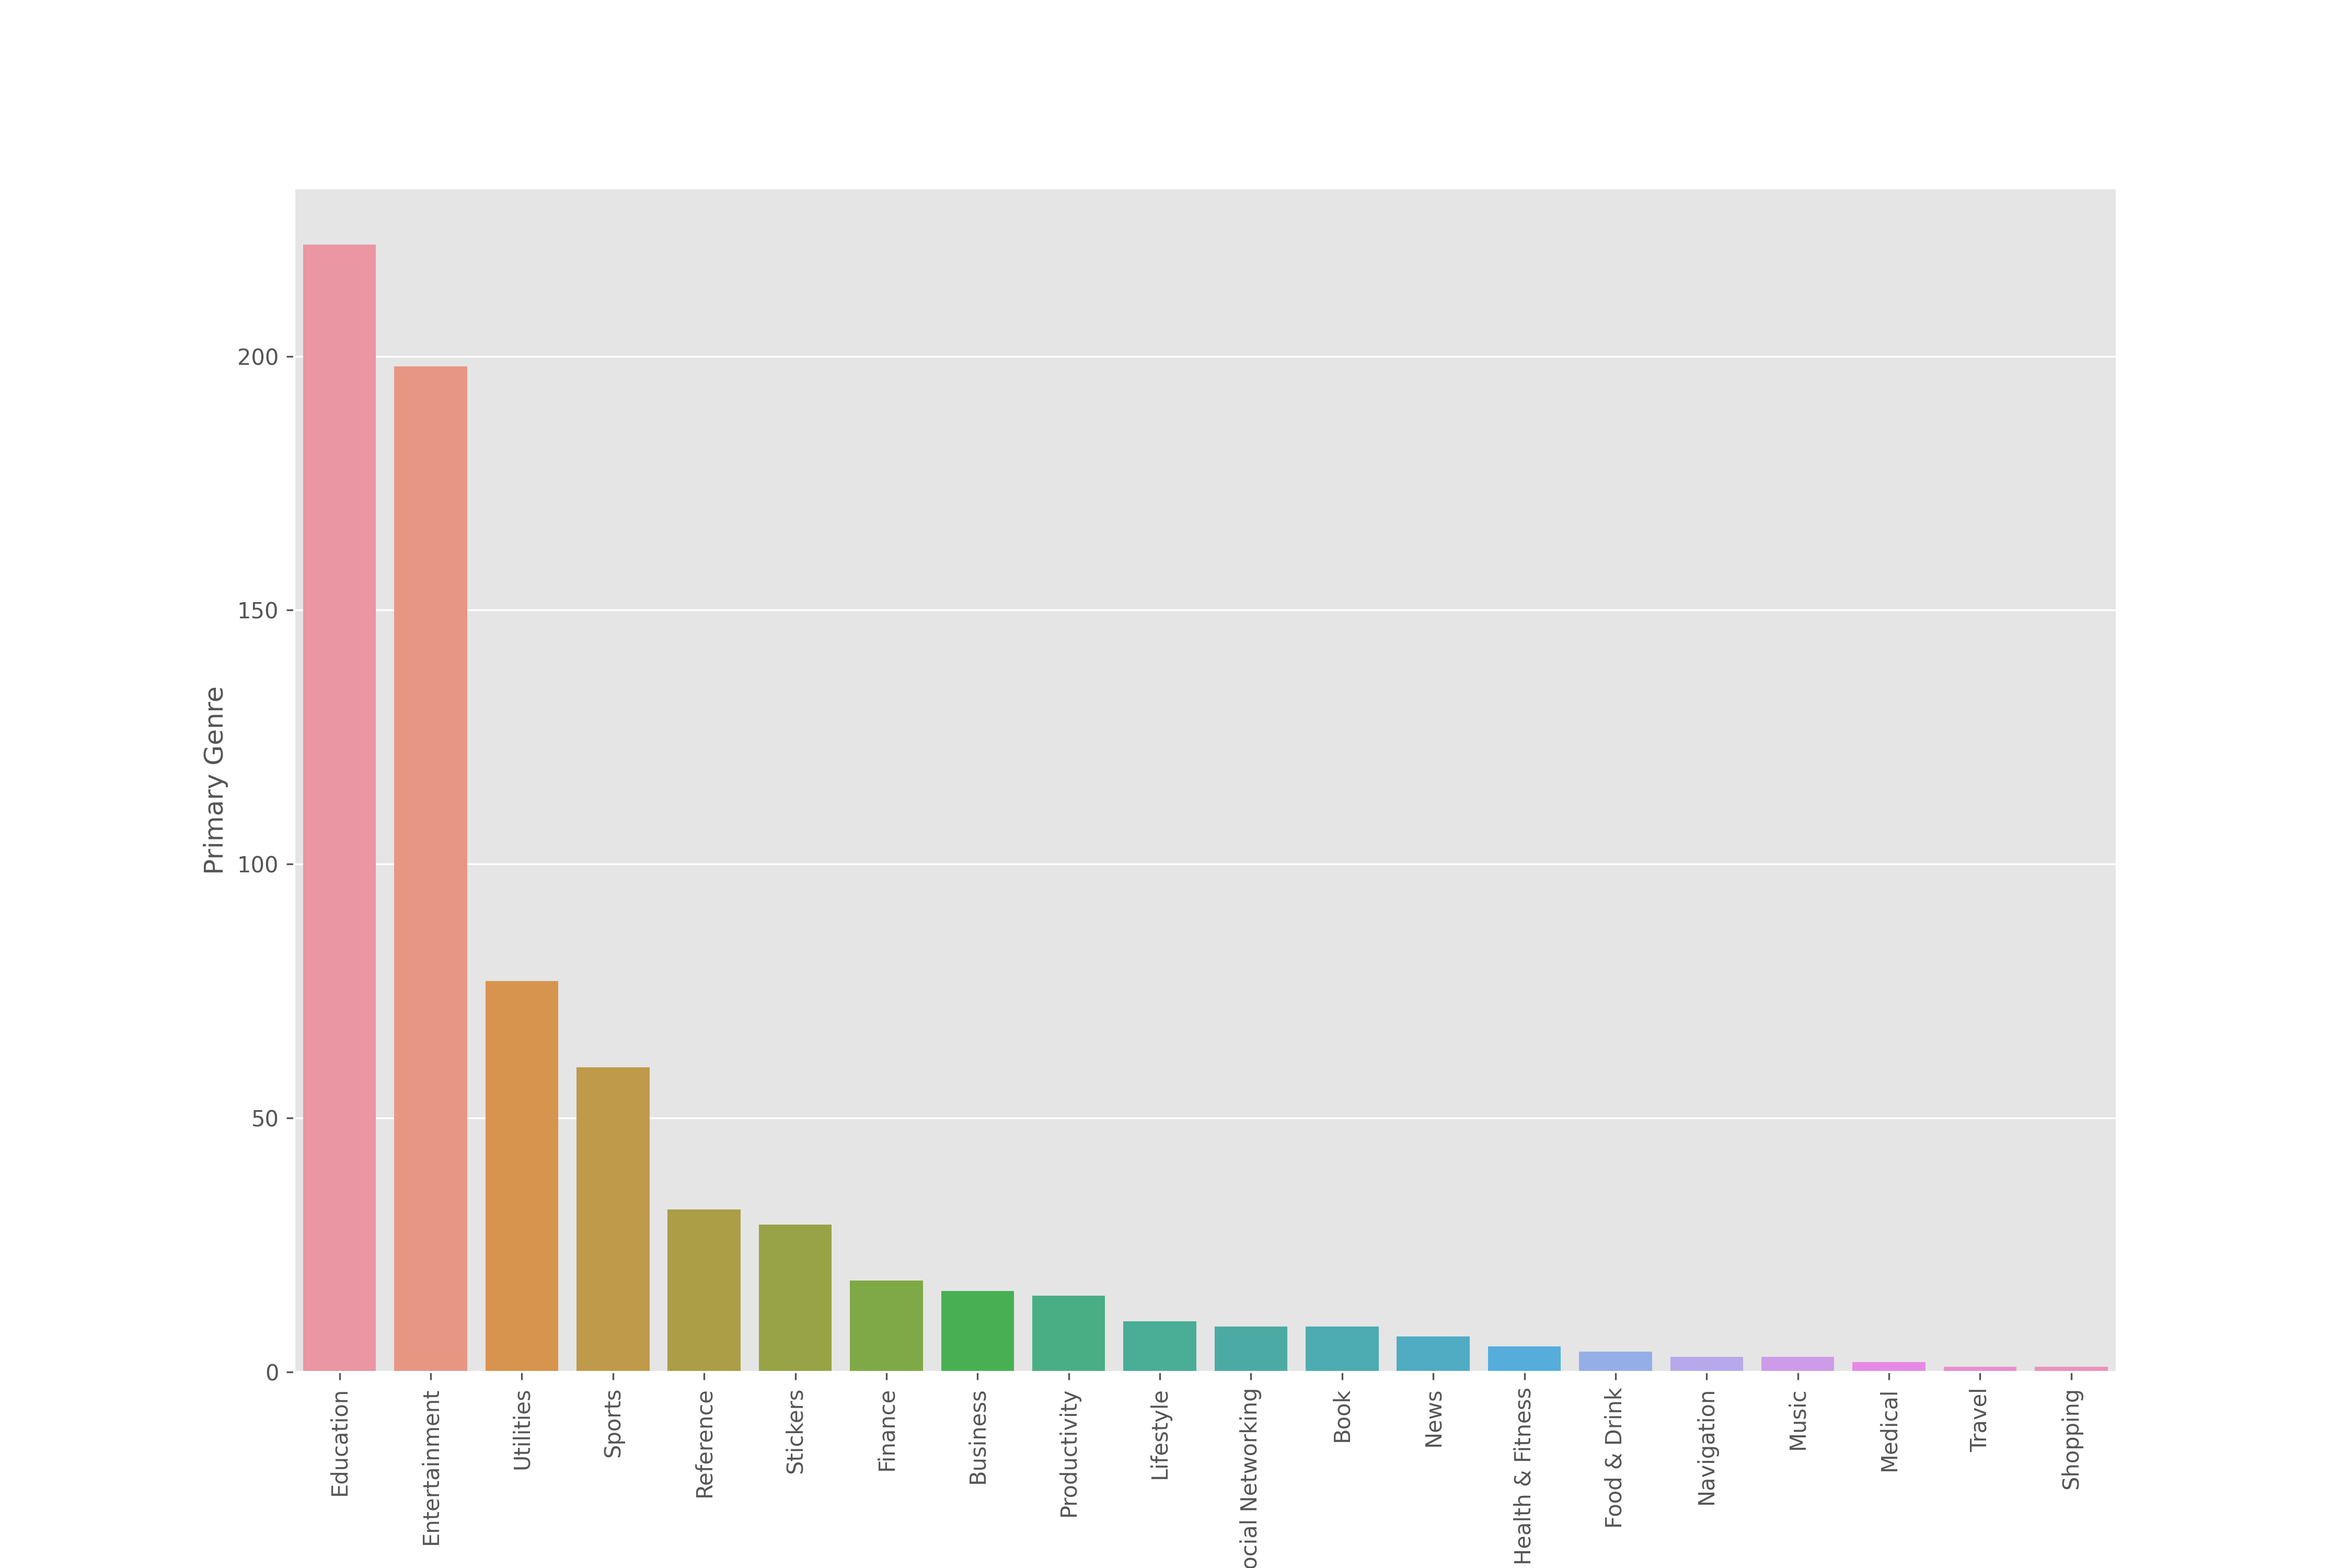 Primary Genre
200
150
100
50
0
Education
Entertainment
Utilities
Sports
Reference
Stickers
Finance
Business
Productivity
Lifestyle
ocial Networking
Book
News
Health & Fitness
Food & Drink
Navigation
Music
Medical
Travel
Shopping